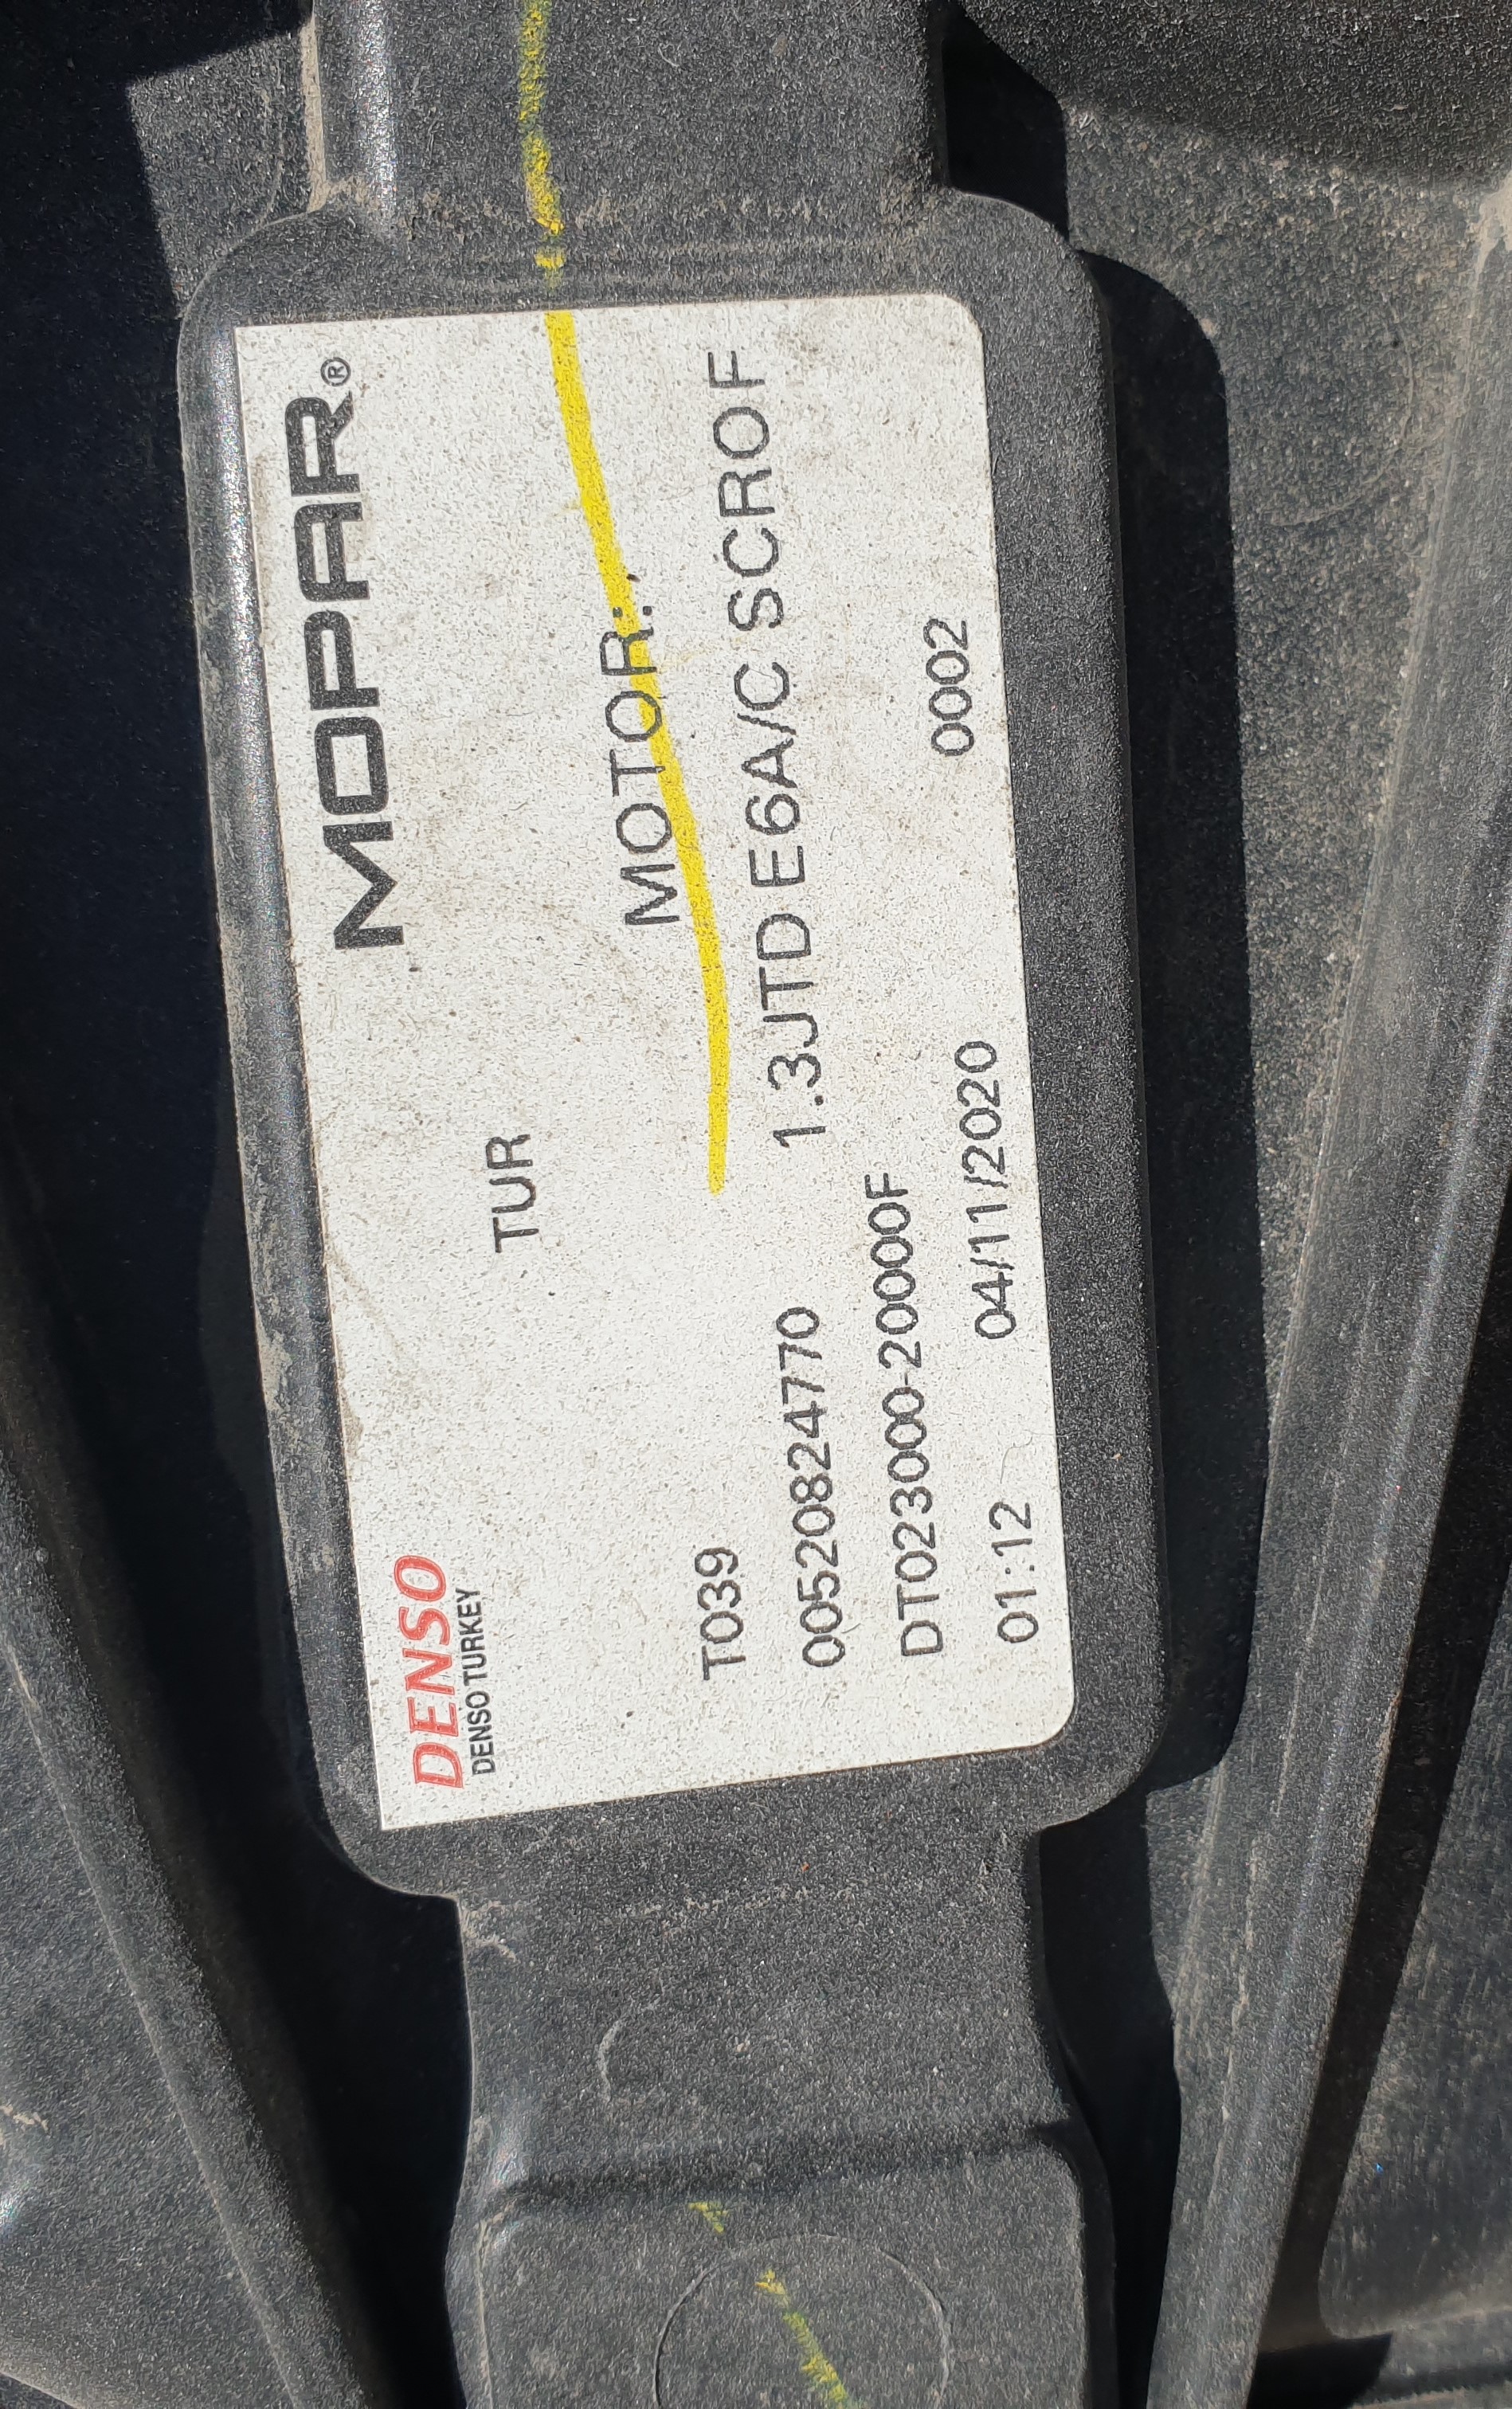 DENSO MOPAR®
DENSO TURKEY
TUR
T039 MOTOR:
00520824770 1.3JTD E6A/C SCROF
DT023000-20000F
01:12 04/11/2020 0002